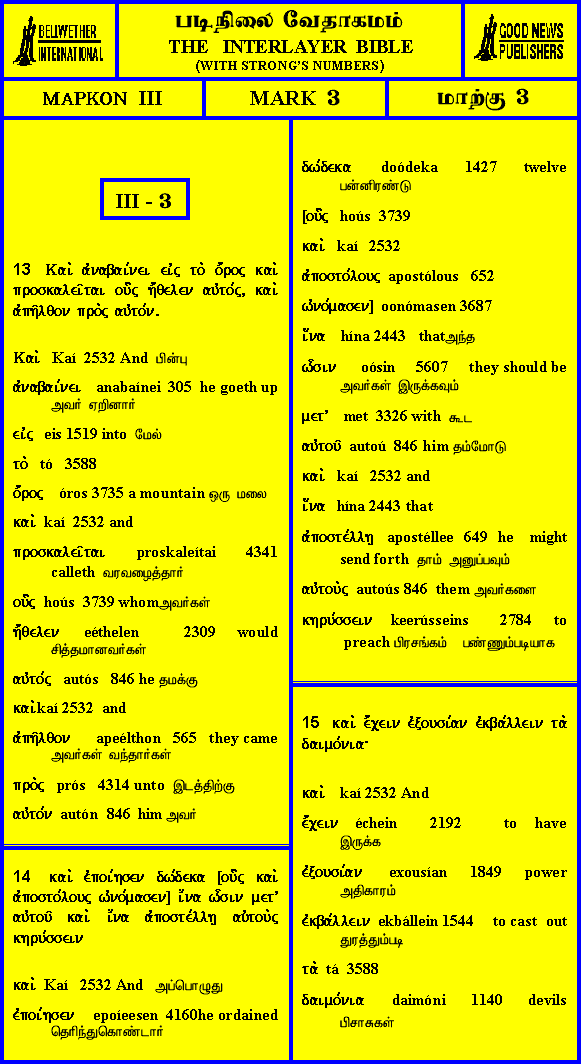 BELLWETHER
INTERNATIONAL
படிநிலை வேதாகமம்
THE INTERLAYER BIBLE
(WITH STRONG'S NUMBERS)
GOOD NEWS
PUBLISHERS
ΜΑΡΚΟΝ III
MARK 3
மாற்கு 3
III - 3
13 Καὶ ἀναβαίνει εἰς τὸ ὄρος καὶ
προσκαλεῖται οὓς ἤθελεν αὐτός, καὶ
ἀπῆλθον πρὸς αὐτόν.
Καὶ Kaí 2532 And பின்பு
ἀναβαίνει anabaínei 305 he goeth up
அவர் ஏறினார்
εἰς eis 1519 into மேல்
τὸ tó 3588
ὄρος óros 3735 a mountain ஒரு மலை
καὶ kaí 2532 and
προσκαλεῖται proskaleítai 4341
calleth வரவழைத்தார்
οὓς hoús 3739 whomஅவர்கள்
ἤθελεν eéthelen 2309 would
சித்தமானவர்கள்
αὐτός autós 846 he தமக்கு
καὶ kaí 2532 and
ἀπῆλθον apeélthon 565 they came
அவர்கள் வந்தார்கள்
πρὸς prós 4314 unto இடத்திற்கு
αὐτόν autón 846 him அவர்
14 καὶ ἐποίησεν δώδεκα [οὓς καὶ
ἀποστόλους ὠνόμασεν] ἵνα ὦσιν μετ'
αὐτοῦ καὶ ἵνα ἀποστέλλῃ αὐτοὺς
κηρύσσειν
καὶ Kaí 2532 And அப்பொழுது
ἐποίησεν epoíeesen 4160he ordained
தெரிந்துகொண்டார்
δώδεκα doódeka 1427 twelve
பன்னிரண்டு
[οὓς hoús 3739
καὶ kaí 2532
ἀποστόλους apostólous 652
ὠνόμασεν] oonómasen 3687
ἵνα hína 2443 thatஅந்த
ὦσιν oósin 5607 they should be
அவர்கள் இருக்கவும்
μετ' met 3326 with கூட
αὐτοῦ autoú 846 him தம்மோடு
καὶ kaí 2532 and
ἵνα hína 2443 that
ἀποστέλλῃ apostéllee 649 he might
send forth தாம் அனுப்பவும்
αὐτοὺς autoús 846 them அவர்களை
κηρύσσειν keerússeins 2784 to
preach பிரசங்கம் பண்ணும்படியாக
15 καὶ ἔχειν ἐξουσίαν ἐκβάλλειν τὰ
δαιμόνια·
καὶ kaí 2532 And
ἔχειν échein 2192 to have
இருக்க
ἐξουσίαν exousían 1849 power
அதிகாரம்
ἐκβάλλειν ekbállein 1544 to cast out
துரத்தும்படி
τὰ tá 3588
δαιμόνια daimóni 1140 devils
பிசாசுகள்